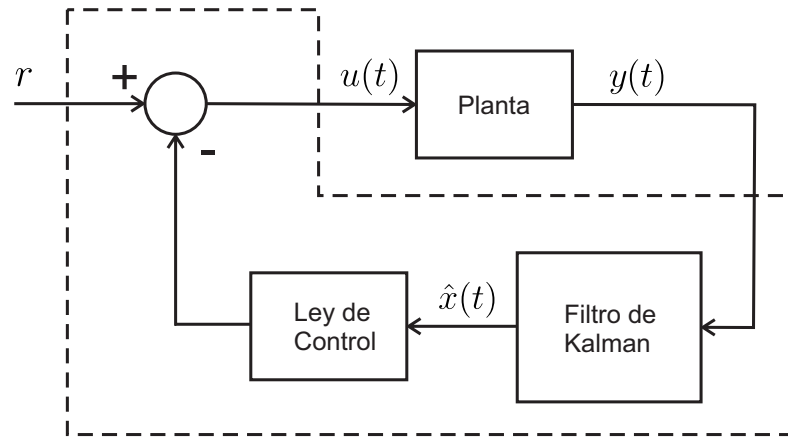 r
+
u(t)
Planta
y(t)
-
Ley de
Control
x̂(t)
Filtro de
Kalman